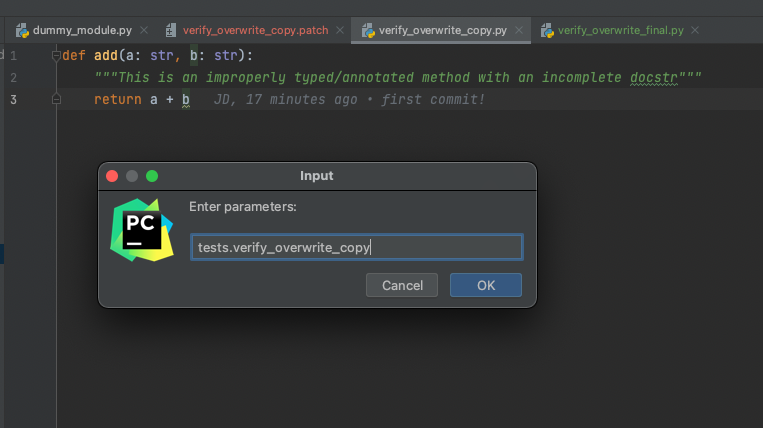 dummy_module.py
verify_overwrite_copy.patch
verify_overwrite_copy.py
verify_overwrite_final.py
1 def add(a: str, b: str):
2 """This is an improperly typed/annotated method with an incomplete docstr"""
3 return a + b JD, 17 minutes ago • first commit!
Input
PC
Enter parameters:
tests.verify_overwrite_copy
Cancel OK